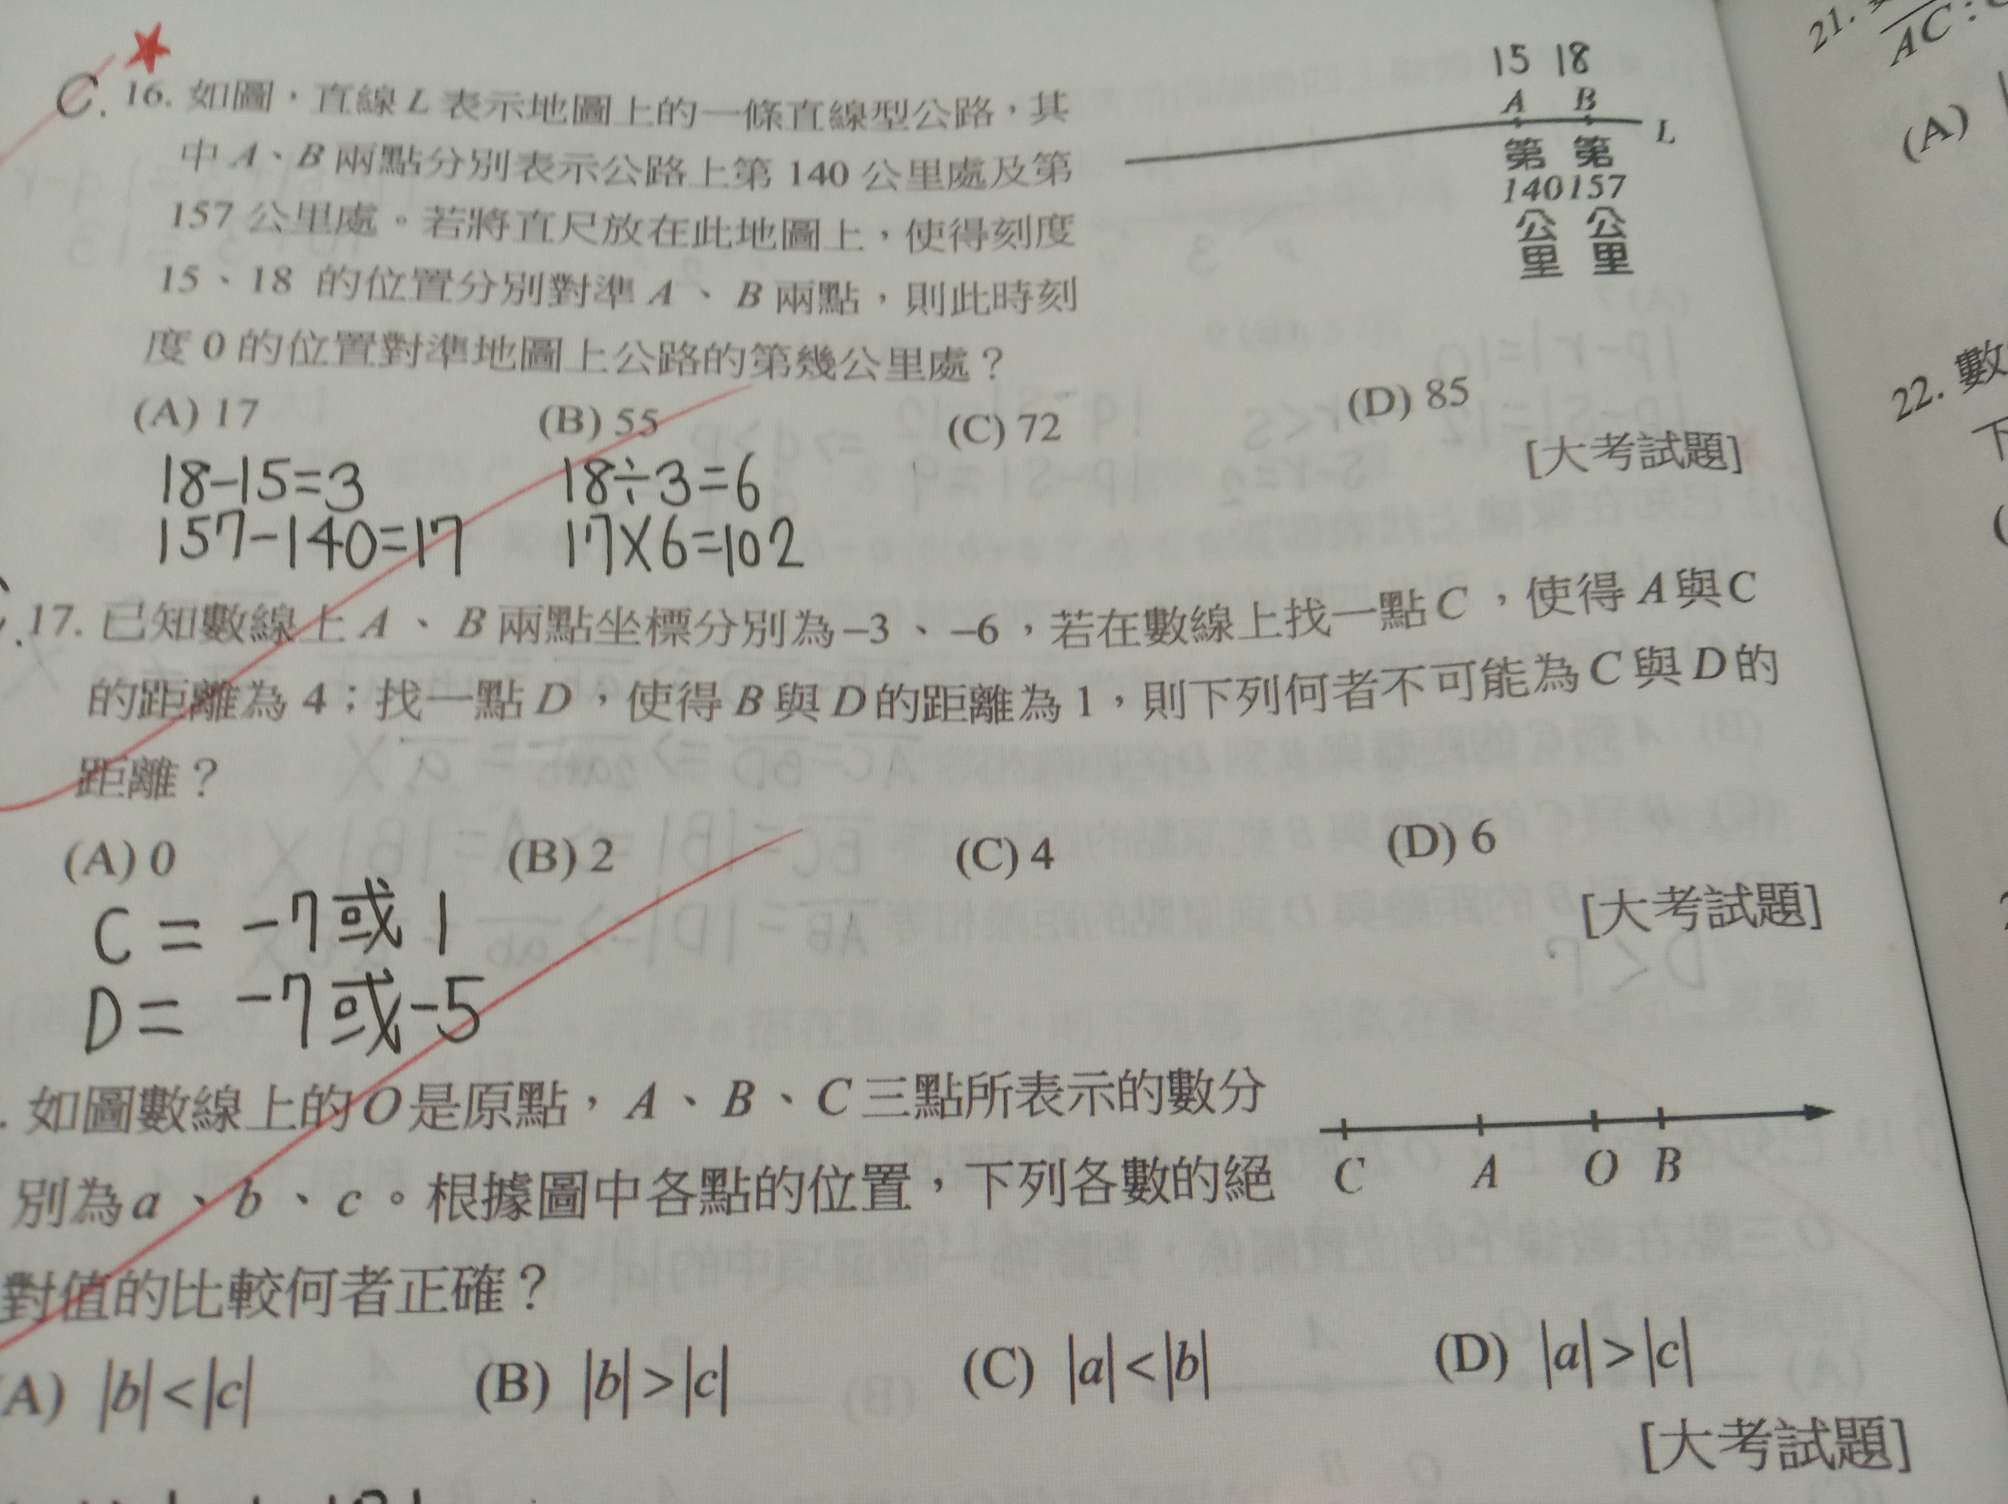 C. 16. 如圖，直線 L 表示地圖上的一條直線型公路，其
中 A、B 兩點分別表示公路上第 140 公里處及第
157 公里處。若將直尺放在此地圖上，使得刻度
15、18 的位置分別對準 A、B 兩點，則此時刻
度 0 的位置對準地圖上公路的第幾公里處？
15 18
A B
L
第 第
140 157
公 公
里 里
(A) 17 (B) 55 (C) 72 (D) 85
[大考試題]
18-15=3 18÷3=6
157-140=17 17×6=102
17. 已知數線上 A、B 兩點坐標分別為 –3、–6，若在數線上找一點 C，使得 A 與 C
的距離為 4；找一點 D，使得 B 與 D 的距離為 1，則下列何者不可能為 C 與 D 的
距離？
(A) 0 (B) 2 (C) 4 (D) 6
[大考試題]
C = -7或 1
D = -7或-5
. 如圖數線上的 O 是原點，A、B、C 三點所表示的數分
別為 a、b、c。根據圖中各點的位置，下列各數的絕
對值的比較何者正確？
C A O B
(A) |b|<|c| (B) |b|>|c| (C) |a|<|b| (D) |a|>|c|
[大考試題]
21.
AC:
(A)
22. 數
下
(